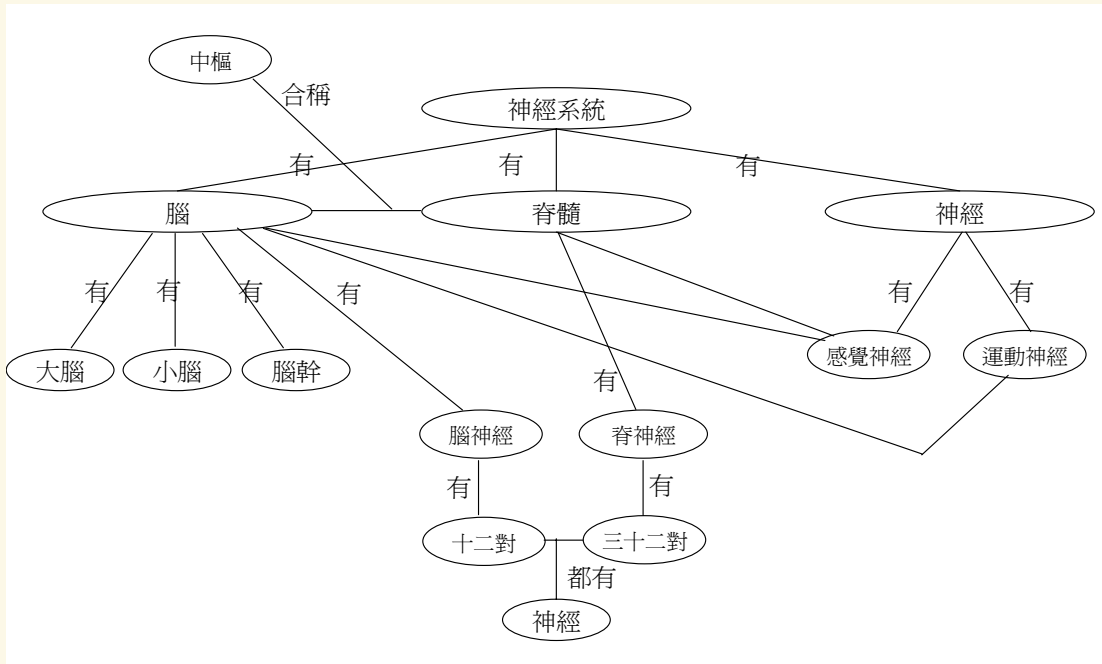 中樞
合稱
神經系統
有
有
有
腦
脊髓
神經
有
有
有
有
有
有
大腦
小腦
腦幹
感覺神經
運動神經
有
腦神經
脊神經
有
有
十二對
三十二對
都有
神經